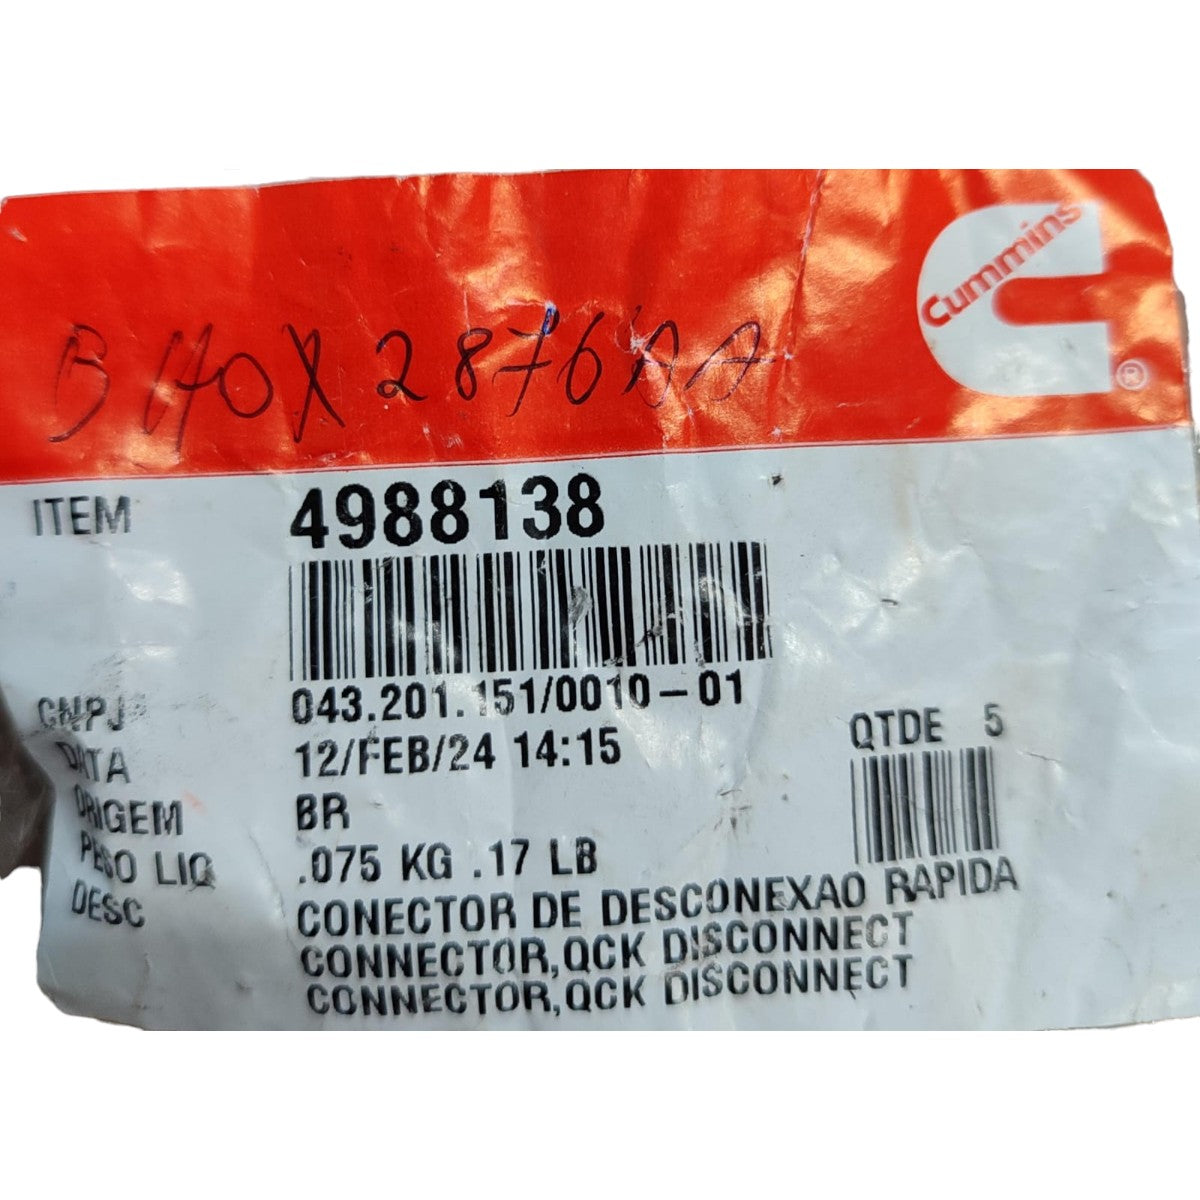 Cummins
®
BH0X2876AA
ITEM 4988138
CNPJ 043.201.151/0010-01
DATA 12/FEB/24 14:15
QTDE 5
ORIGEM BR
PESO LIQ .075 KG .17 LB
DESC CONECTOR DE DESCONEXAO RAPIDA
CONNECTOR,QCK DISCONNECT
CONNECTOR,QCK DISCONNECT